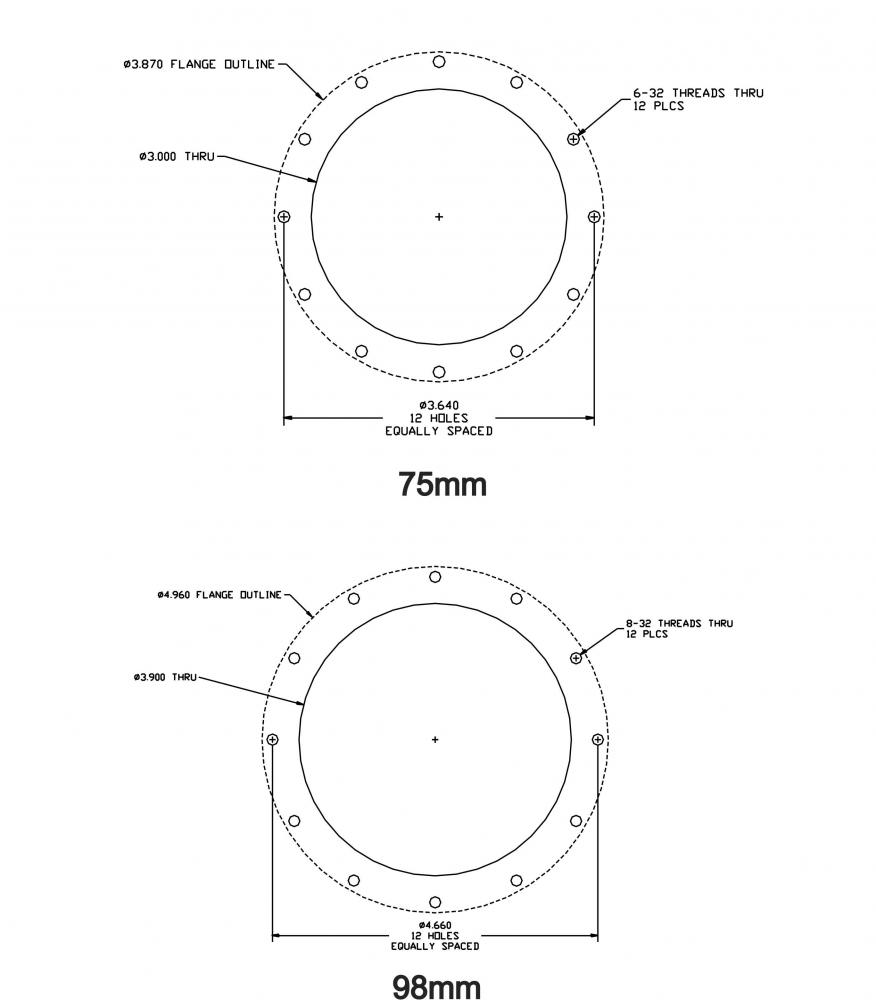 Ø3.870 FLANGE OUTLINE
6-32 THREADS THRU
12 PLCS
Ø3.000 THRU
Ø3.640
12 HOLES
EQUALLY SPACED
75mm
Ø4.960 FLANGE OUTLINE
8-32 THREADS THRU
12 PLCS
Ø3.900 THRU
Ø4.660
12 HOLES
EQUALLY SPACED
98mm